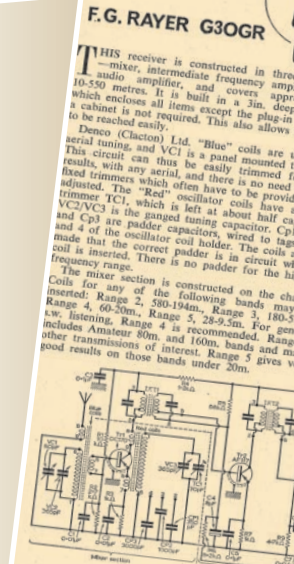 F.G. RAYER G3OGR
THIS receiver is constructed in three
—mixer, intermediate frequency amp
audio amplifier, and covers appr
10-550 metres. It is built in a 3in. deep
which encloses all items except the plug-in
a cabinet is not required. This also allows
to be reached easily.
Denco (Clacton) Ltd. "Blue" coils are u
aerial tuning, and VC1 is a panel mounted t
This circuit can thus be easily trimmed f
results, with any aerial, and there is no need
fixed trimmers which often have to be provid
adjusted. The "Red" oscillator coils have a
trimmer TC1, which is left at about half ca
VC2/VC3 is the ganged tuning capacitor. Cp1
and Cp3 are padder capacitors, wired to tags
and 4 of the oscillator coil holder. The coils a
made that the correct padder is in circuit wh
coil is inserted. There is no padder for the hi
frequency range.
The mixer section is constructed on the cha
Coils for any of the following bands may
inserted: Range 2, 580-194m., Range 3, 180-5
Range 4, 60-20m., Range 5, 28-9.5m. For gen
s.w. listening, Range 4 is recommended. Rang
includes Amateur 80m. and 160m. bands and m
other transmissions of interest. Range 5 gives v
good results on those bands under 20m.
Mixer section